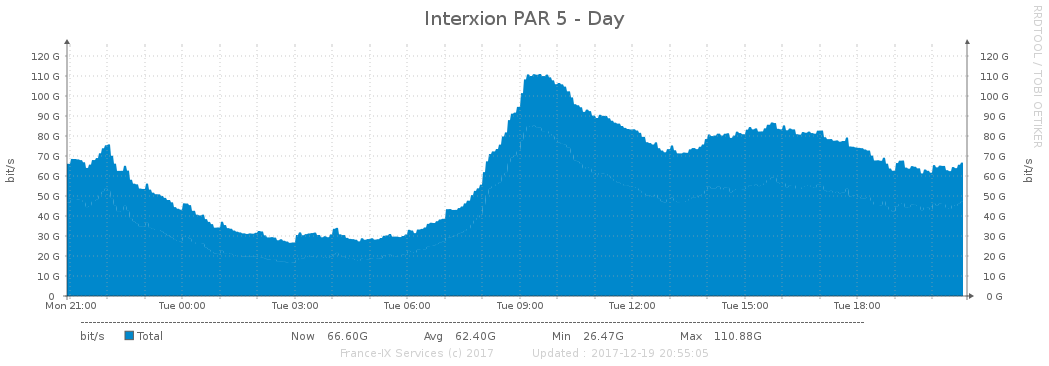 Interxion PAR 5 - Day
RRDTOOL / TOBI OETIKER
120 G 120 G
110 G 110 G
100 G 100 G
90 G 90 G
80 G 80 G
70 G 70 G
60 G 60 G
50 G 50 G
40 G 40 G
30 G 30 G
20 G 20 G
10 G 10 G
0 0 G
bit/s
bit/s
Mon 21:00 Tue 00:00 Tue 03:00 Tue 06:00 Tue 09:00 Tue 12:00 Tue 15:00 Tue 18:00
bit/s Total Now 66.60G Avg 62.40G Min 26.47G Max 110.88G
France-IX Services (c) 2017 Updated : 2017-12-19 20:55:05